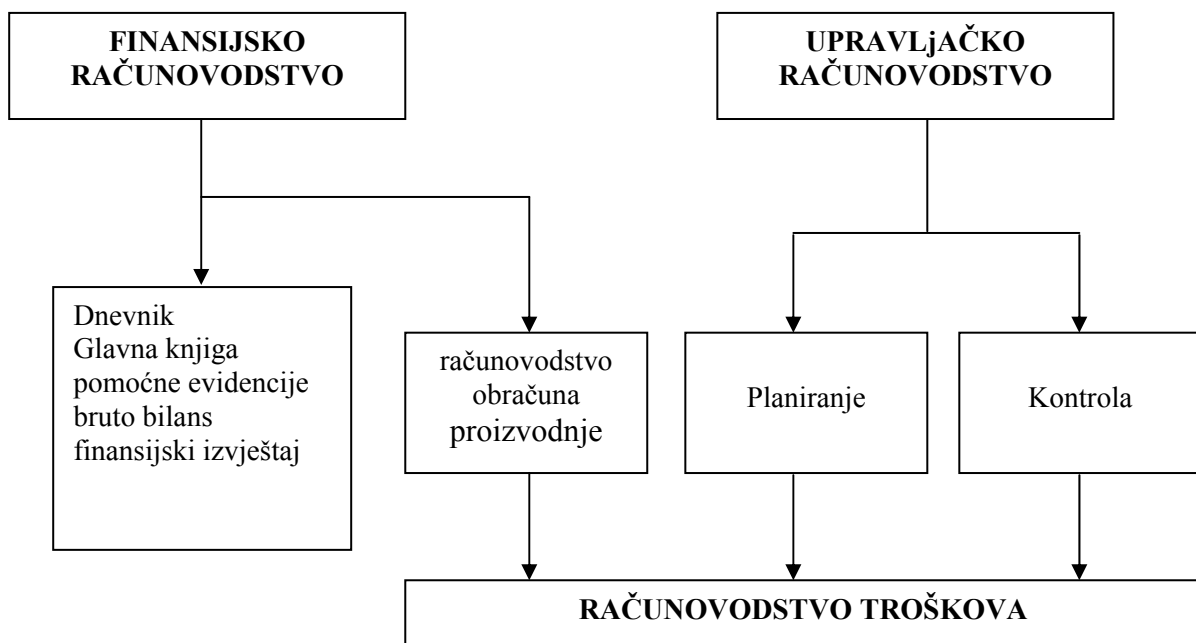 FINANSIJSKO
RAČUNOVODSTVO
UPRAVLjAČKO
RAČUNOVODSTVO
Dnevnik
Glavna knjiga
pomoćne evidencije
bruto bilans
finansijski izvještaj
računovodstvo
obračuna
proizvodnje
Planiranje
Kontrola
RAČUNOVODSTVO TROŠKOVA